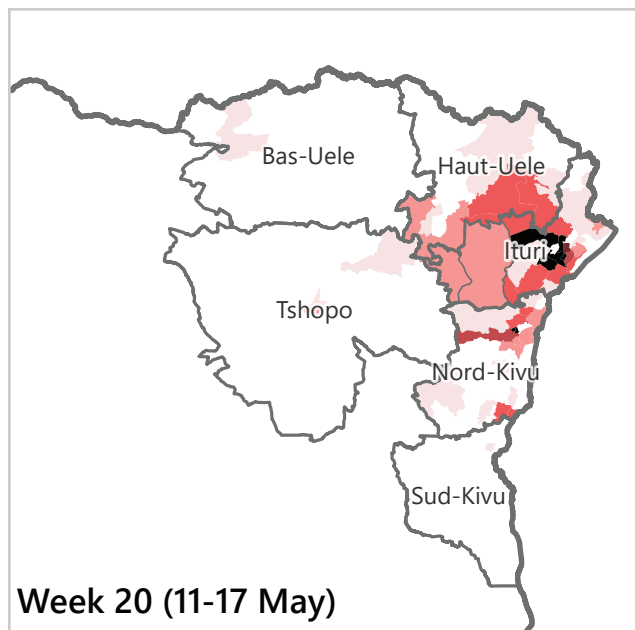 Bas-Uele
Haut-Uele
Ituri
Tshopo
Nord-Kivu
Sud-Kivu
Week 20 (11-17 May)